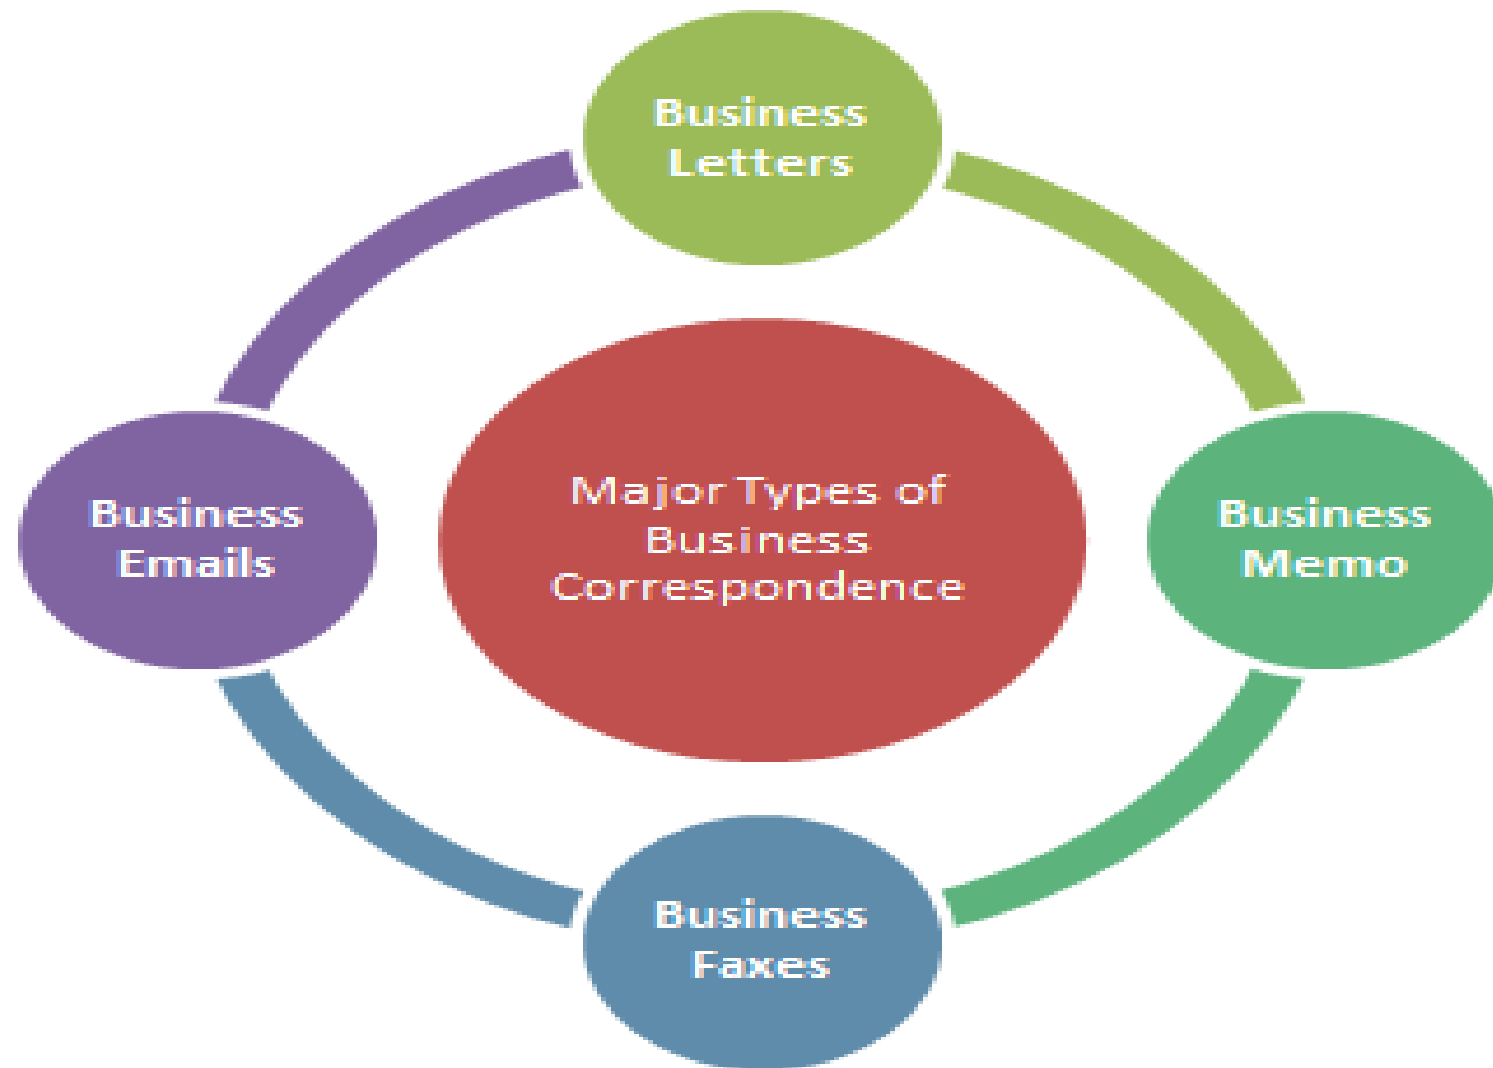 Business
Letters
Business
Emails
Major Types of
Business
Correspondence
Business
Memo
Business
Faxes